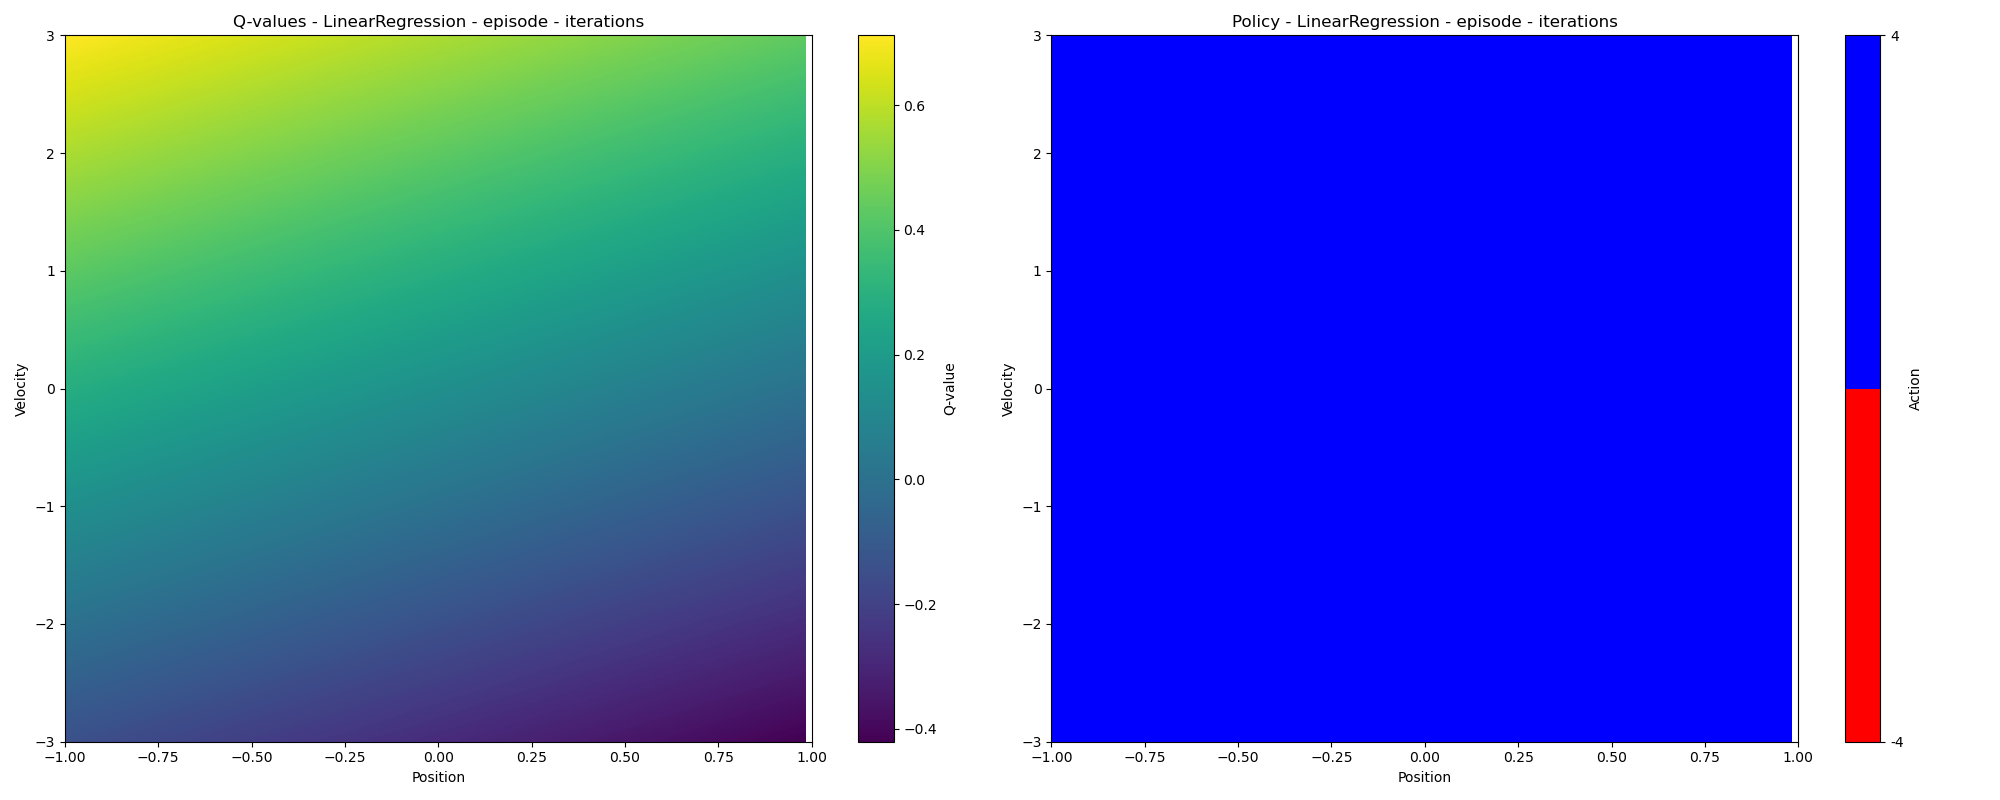 Q-values - LinearRegression - episode - iterations
3
2
1
0
−1
−2
−3
Velocity
−1.00 −0.75 −0.50 −0.25 0.00 0.25 0.50 0.75 1.00
Position
0.6
0.4
0.2
0.0
−0.2
−0.4
Q-value
Policy - LinearRegression - episode - iterations
3
2
1
0
−1
−2
−3
Velocity
−1.00 −0.75 −0.50 −0.25 0.00 0.25 0.50 0.75 1.00
Position
4
-4
Action